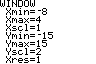 WINDOW
Xmin=-8
Xmax=4
Xscl=1
Ymin=-15
Ymax=15
Yscl=2
Xres=1